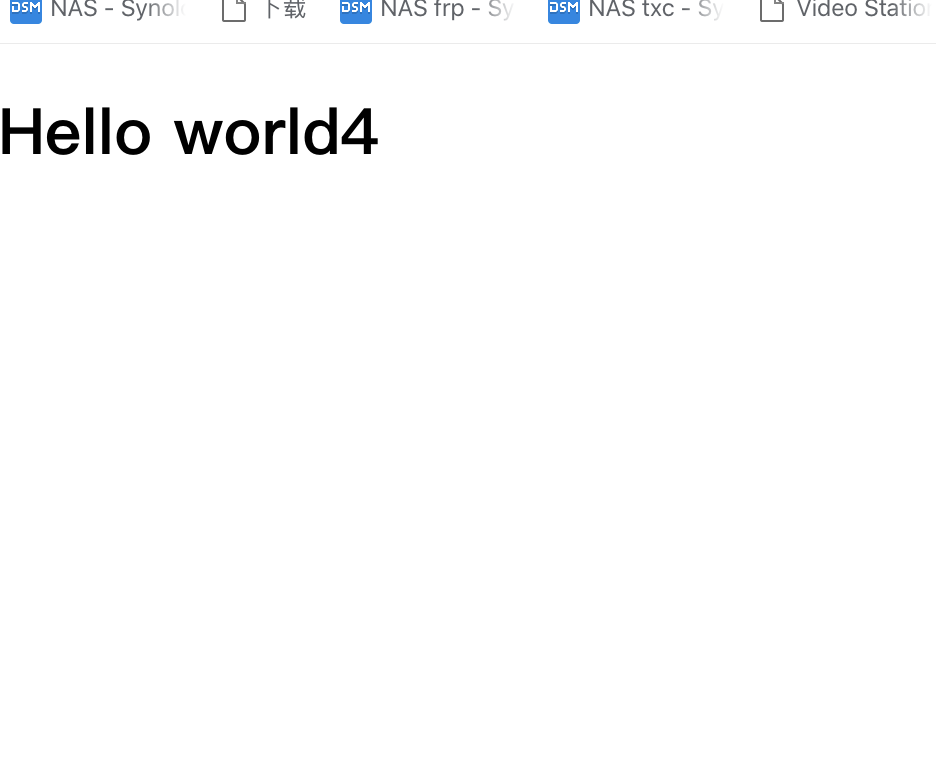 DSM NAS - Synol 下载 DSM NAS frp - Sy DSM NAS txc - Sy Video Station
Hello world4